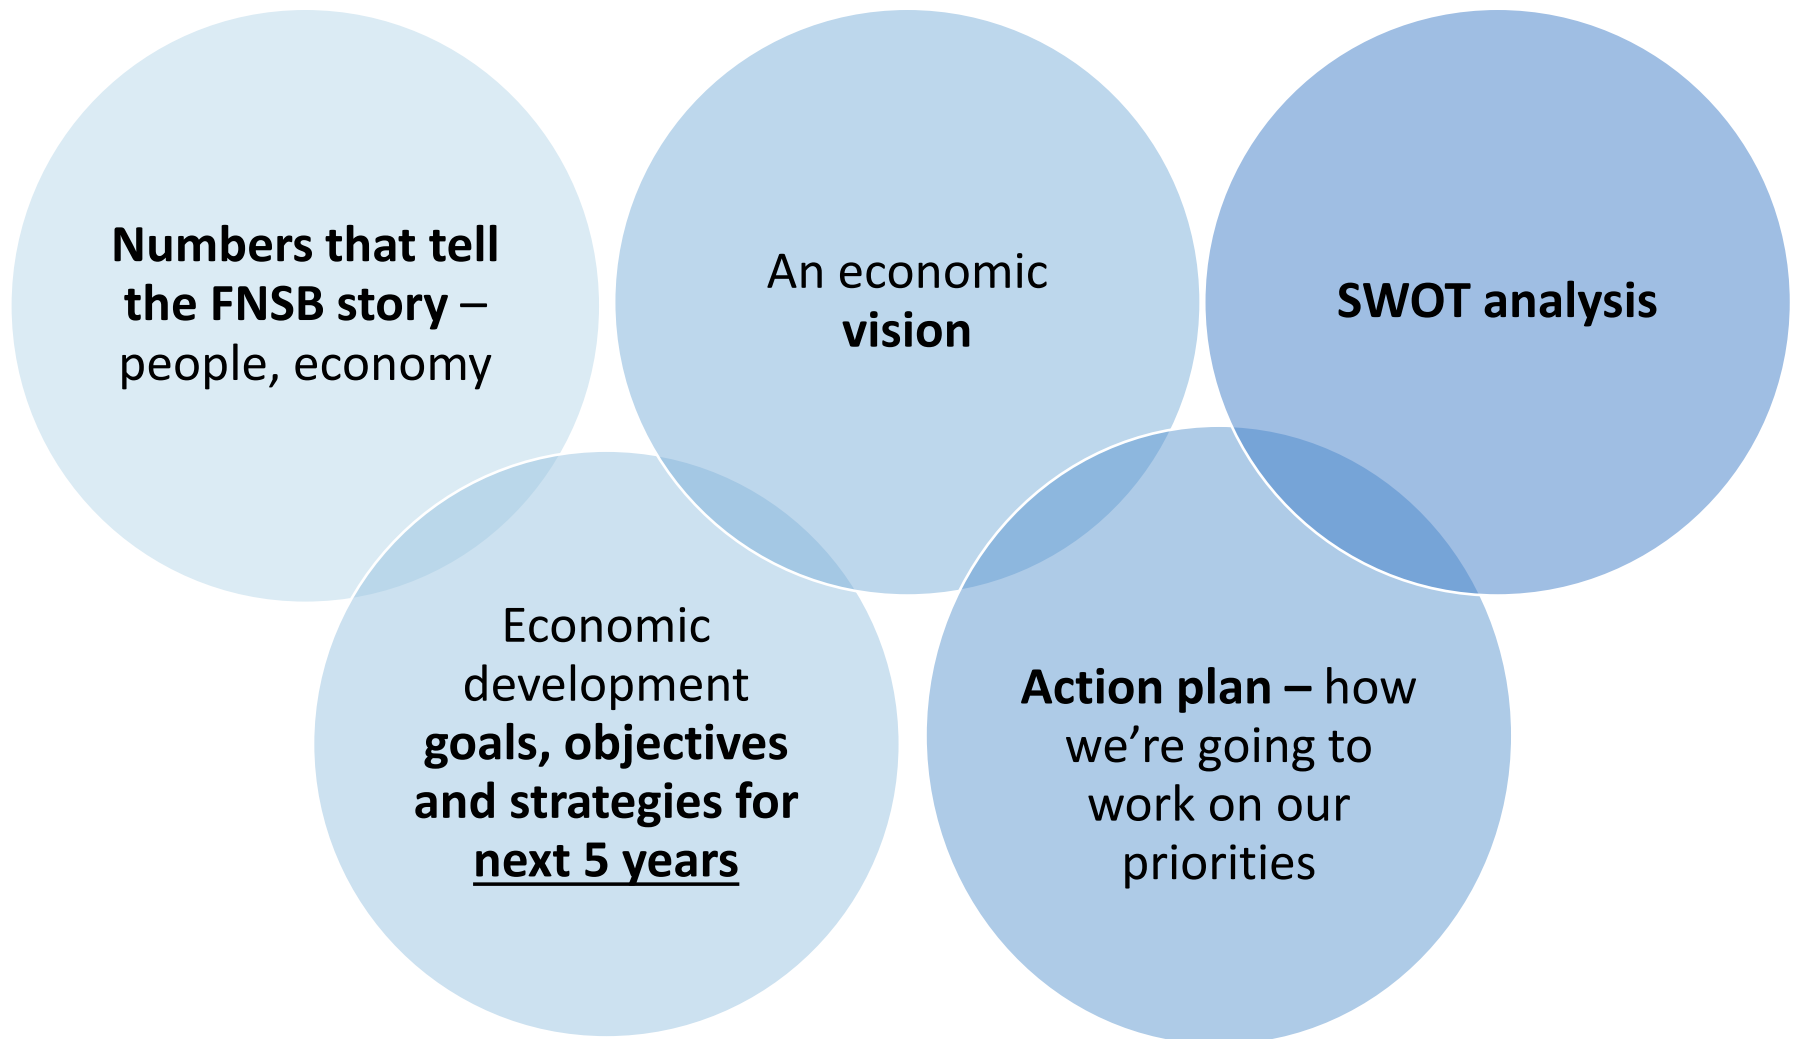 Numbers that tell
the FNSB story –
people, economy
An economic
vision
SWOT analysis
Economic
development
goals, objectives
and strategies for
next 5 years
Action plan – how
we’re going to
work on our
priorities